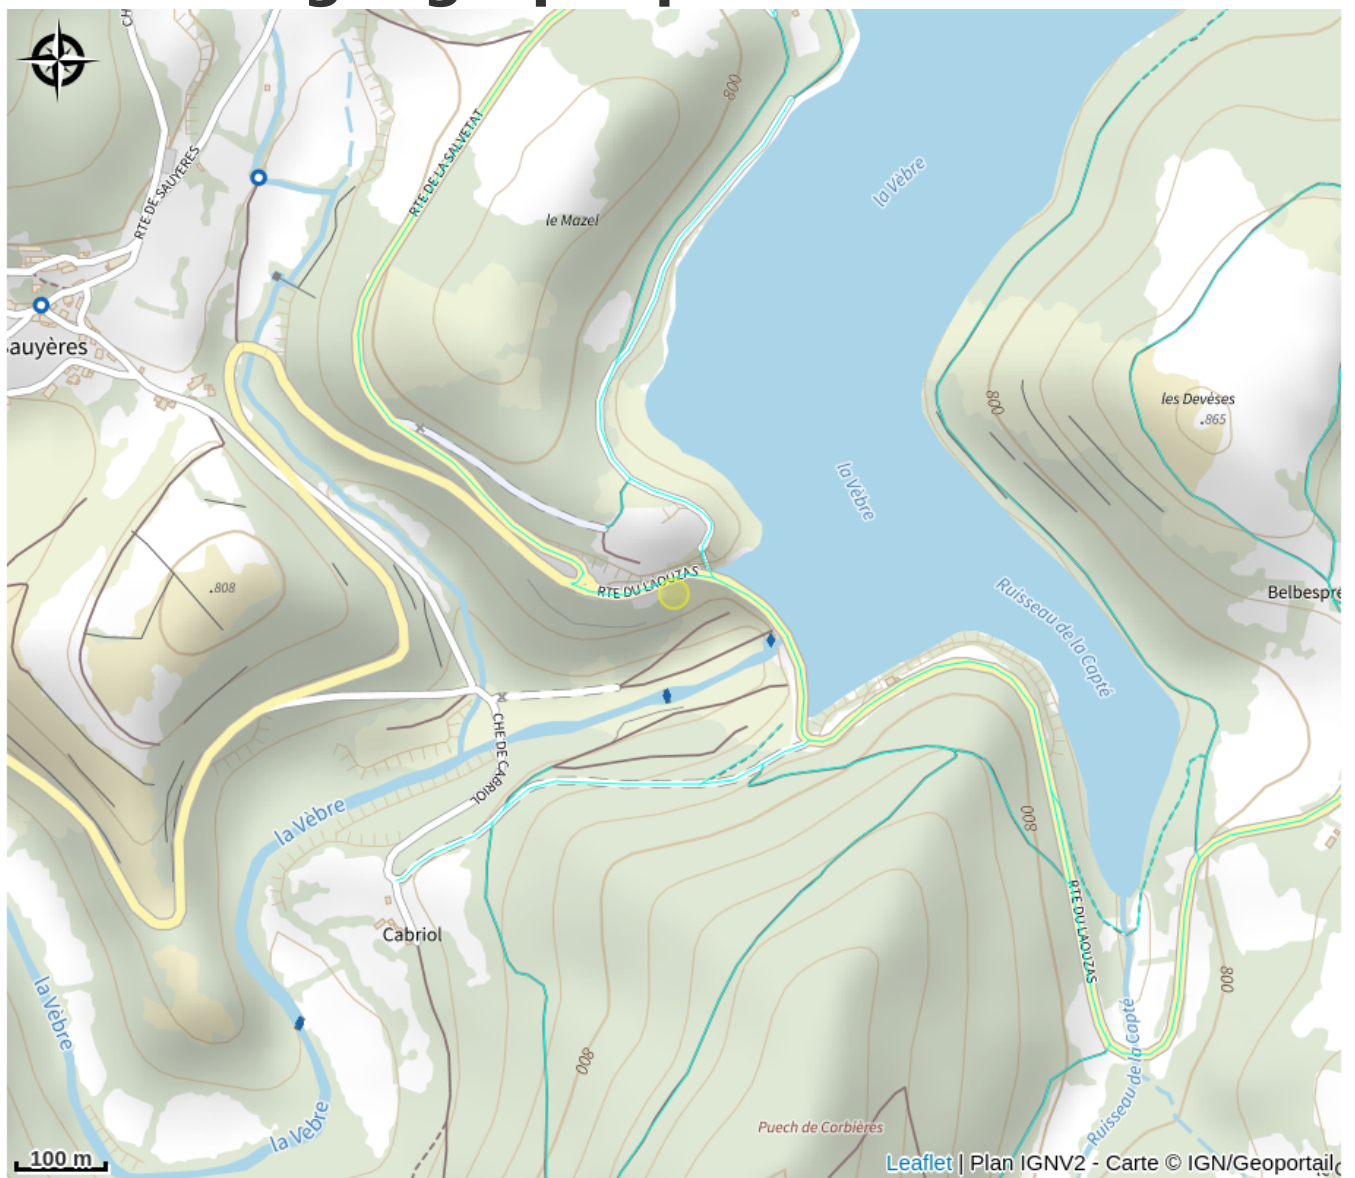 800
RTE DE LA SALVETAT
RTE DE SAUYERES
la Vèbre
le Mazel
auyères
les Devèses
800
.865
la Vèbre
RTE DU LAOUZAS
.808
Ruisseau de la Capté
Belbespre
CHE DE CABRIOL
la Vèbre
800
RTE DU LAOUZAS
Cabriol
800
la Vèbre
Ruisseau de la Capté
800
la Vèbre
Puech de Corbières
100 m
Leaflet | Plan IGNV2 - Carte © IGN/Geoportail